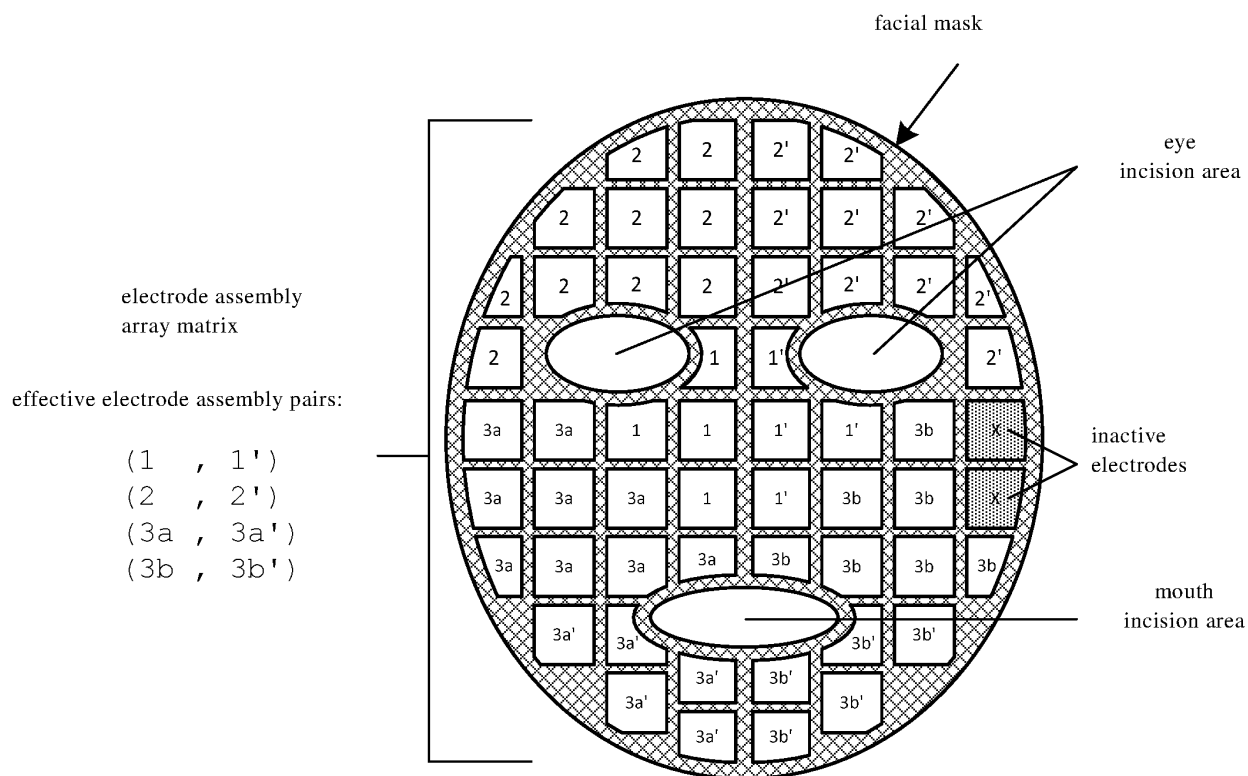 facial mask
eye
incision area
2 2 2' 2'
2 2 2 2' 2' 2'
2 2 2 2 2' 2' 2' 2'
electrode assembly
array matrix
2 1 1' 2'
effective electrode assembly pairs:
3a 3a 1 1 1' 1' 3b X
inactive
electrodes
(1 , 1')
(2 , 2')
(3a , 3a')
(3b , 3b')
3a 3a 3a 1 1' 3b 3b X
3a 3a 3a 3a 3b 3b 3b 3b
mouth
incision area
3a' 3a' 3b' 3b'
3a' 3a' 3b' 3b'
3a' 3b'